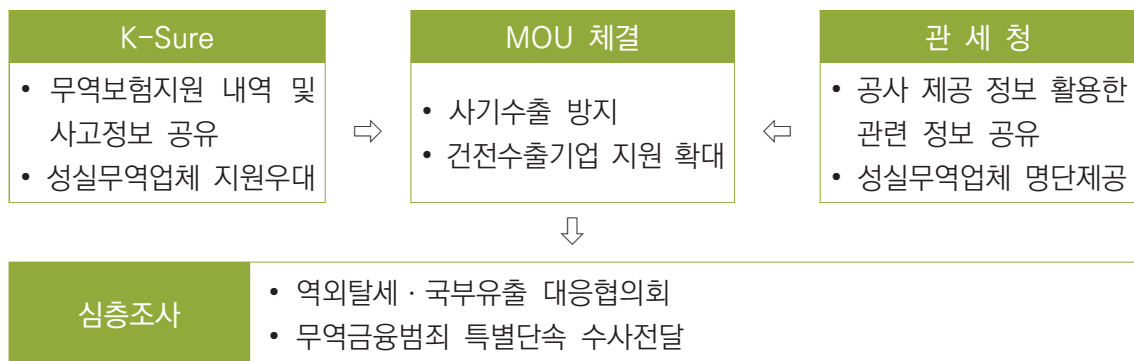 K-Sure
• 무역보험지원 내역 및
사고정보 공유
• 성실무역업체 지원우대
⇨
MOU 체결
• 사기수출 방지
• 건전수출기업 지원 확대
⇦
관 세 청
• 공사 제공 정보 활용한
관련 정보 공유
• 성실무역업체 명단제공
⇩
심층조사
• 역외탈세·국부유출 대응협의회
• 무역금융범죄 특별단속 수사전달